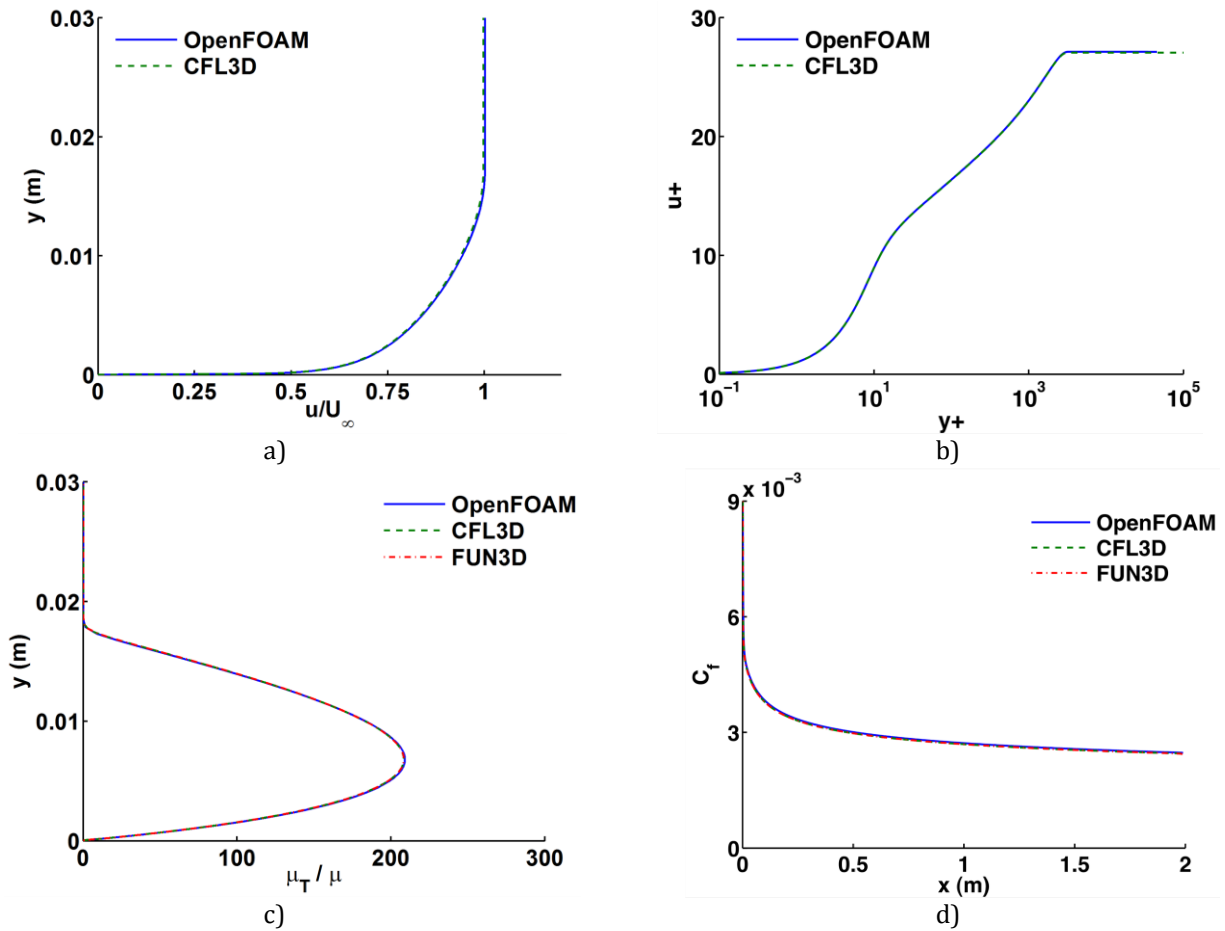 0.03
OpenFOAM
CFL3D
0.02
y (m)
0.01
0
0 0.25 0.5 0.75 1
u/U∞
a)
30
OpenFOAM
CFL3D
20
u+
10
0
10−1 101 103 105
y+
b)
0.03
OpenFOAM
CFL3D
FUN3D
0.02
y (m)
0.01
0
0 100 200 300
μT / μ
c)
x 10−3
9
OpenFOAM
CFL3D
FUN3D
6
Cf
3
0
0 0.5 1 1.5 2
x (m)
d)